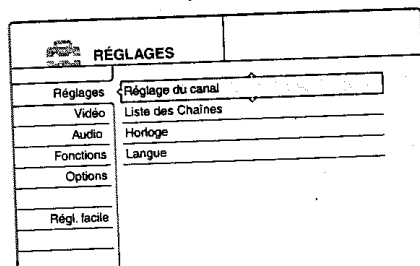 RÉGLAGES
Réglages
Réglage du canal
Vidéo
Liste des Chaînes
Audio
Horloge
Fonctions
Langue
Options
Régl. facile